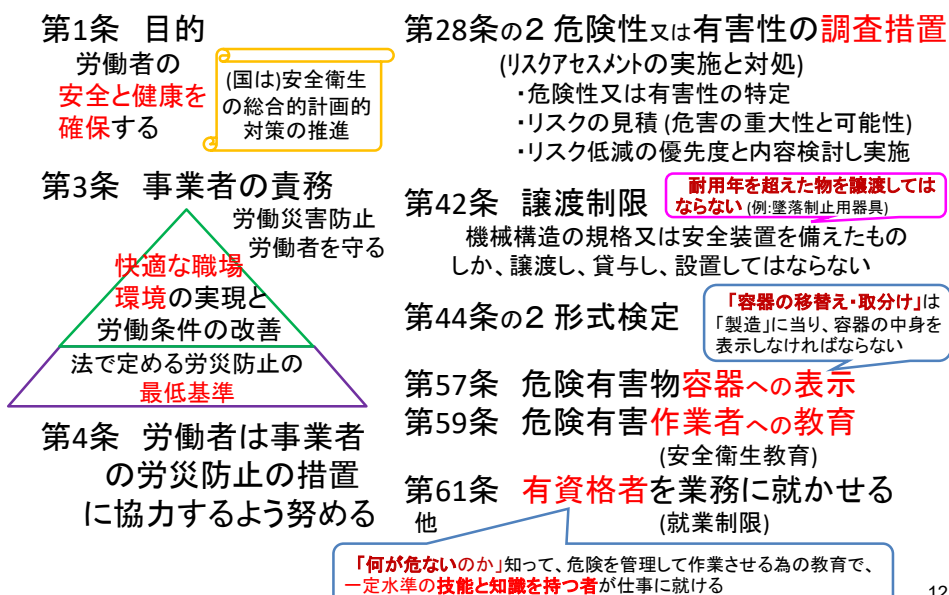 第1条 目的
労働者の
安全と健康を
確保する
(国は)安全衛生
の総合的計画的
対策の推進
第3条 事業者の責務
労働災害防止
労働者を守る
快適な職場
環境の実現と
労働条件の改善
法で定める労災防止の
最低基準
第4条 労働者は事業者
の労災防止の措置
に協力するよう努める
第28条の2 危険性又は有害性の調査措置
(リスクアセスメントの実施と対処)
・危険性又は有害性の特定
・リスクの見積 (危害の重大性と可能性)
・リスク低減の優先度と内容検討し実施
第42条 譲渡制限
耐用年を超えた物を譲渡しては
ならない (例:墜落制止用器具)
機械構造の規格又は安全装置を備えたもの
しか、譲渡し、貸与し、設置してはならない
第44条の2 形式検定
「容器の移替え・取分け」は
「製造」に当り、容器の中身を
表示しなければならない
第57条 危険有害物容器への表示
第59条 危険有害作業者への教育
(安全衛生教育)
第61条 有資格者を業務に就かせる
他 (就業制限)
「何が危ないのか」知って、危険を管理して作業させる為の教育で、
一定水準の技能と知識を持つ者が仕事に就ける
12